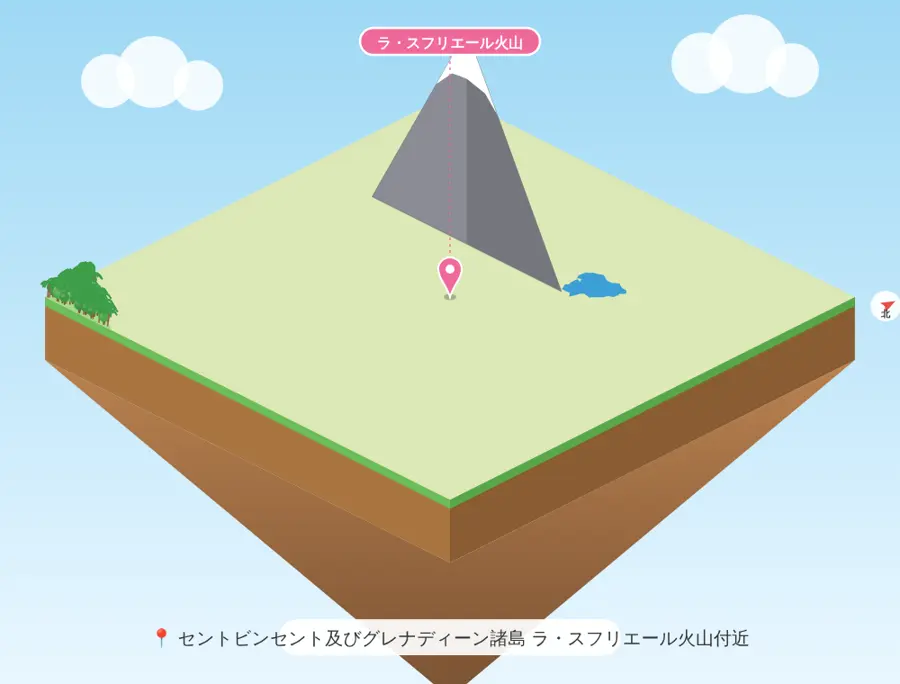 ラ・スフリエール火山
北
セントビンセント及びグレナディーン諸島 ラ・スフリエール火山付近